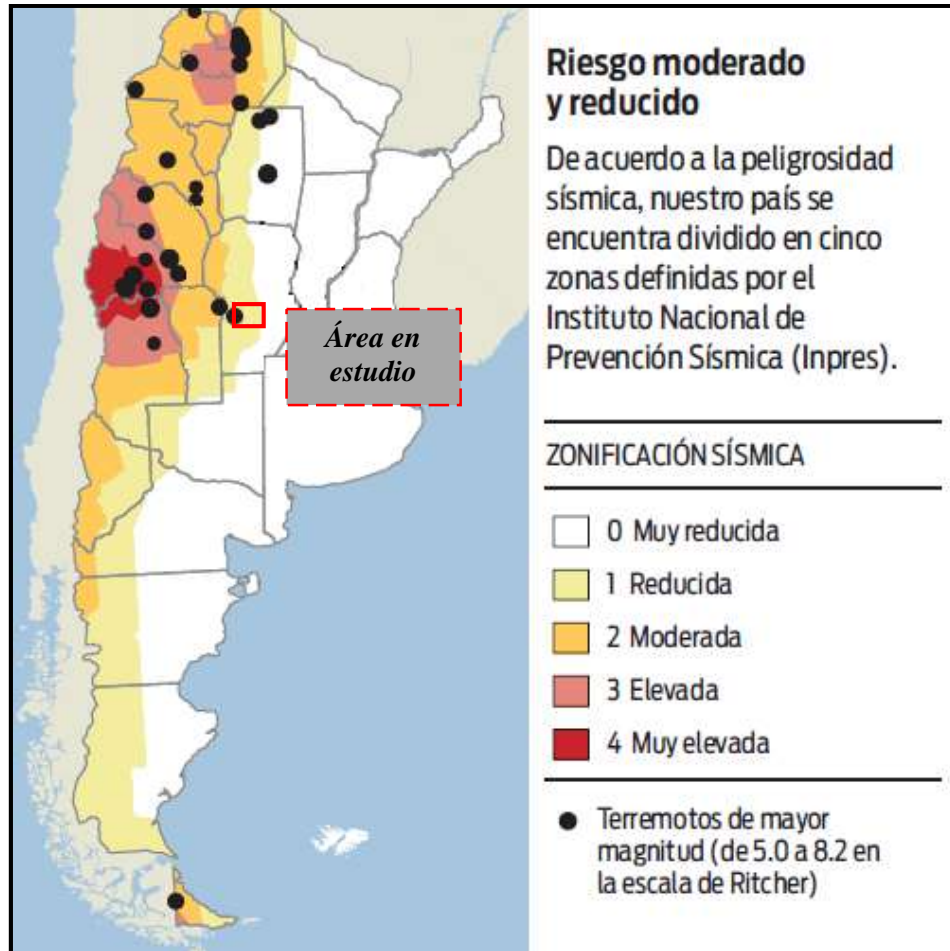 Riesgo moderado
y reducido
De acuerdo a la peligrosidad
sísmica, nuestro país se
encuentra dividido en cinco
zonas definidas por el
Instituto Nacional de
Prevención Sísmica (Inpres).
ZONIFICACIÓN SÍSMICA
0 Muy reducida
1 Reducida
2 Moderada
3 Elevada
4 Muy elevada
Terremotos de mayor
magnitud (de 5.0 a 8.2 en
la escala de Ritcher)
Área en
estudio